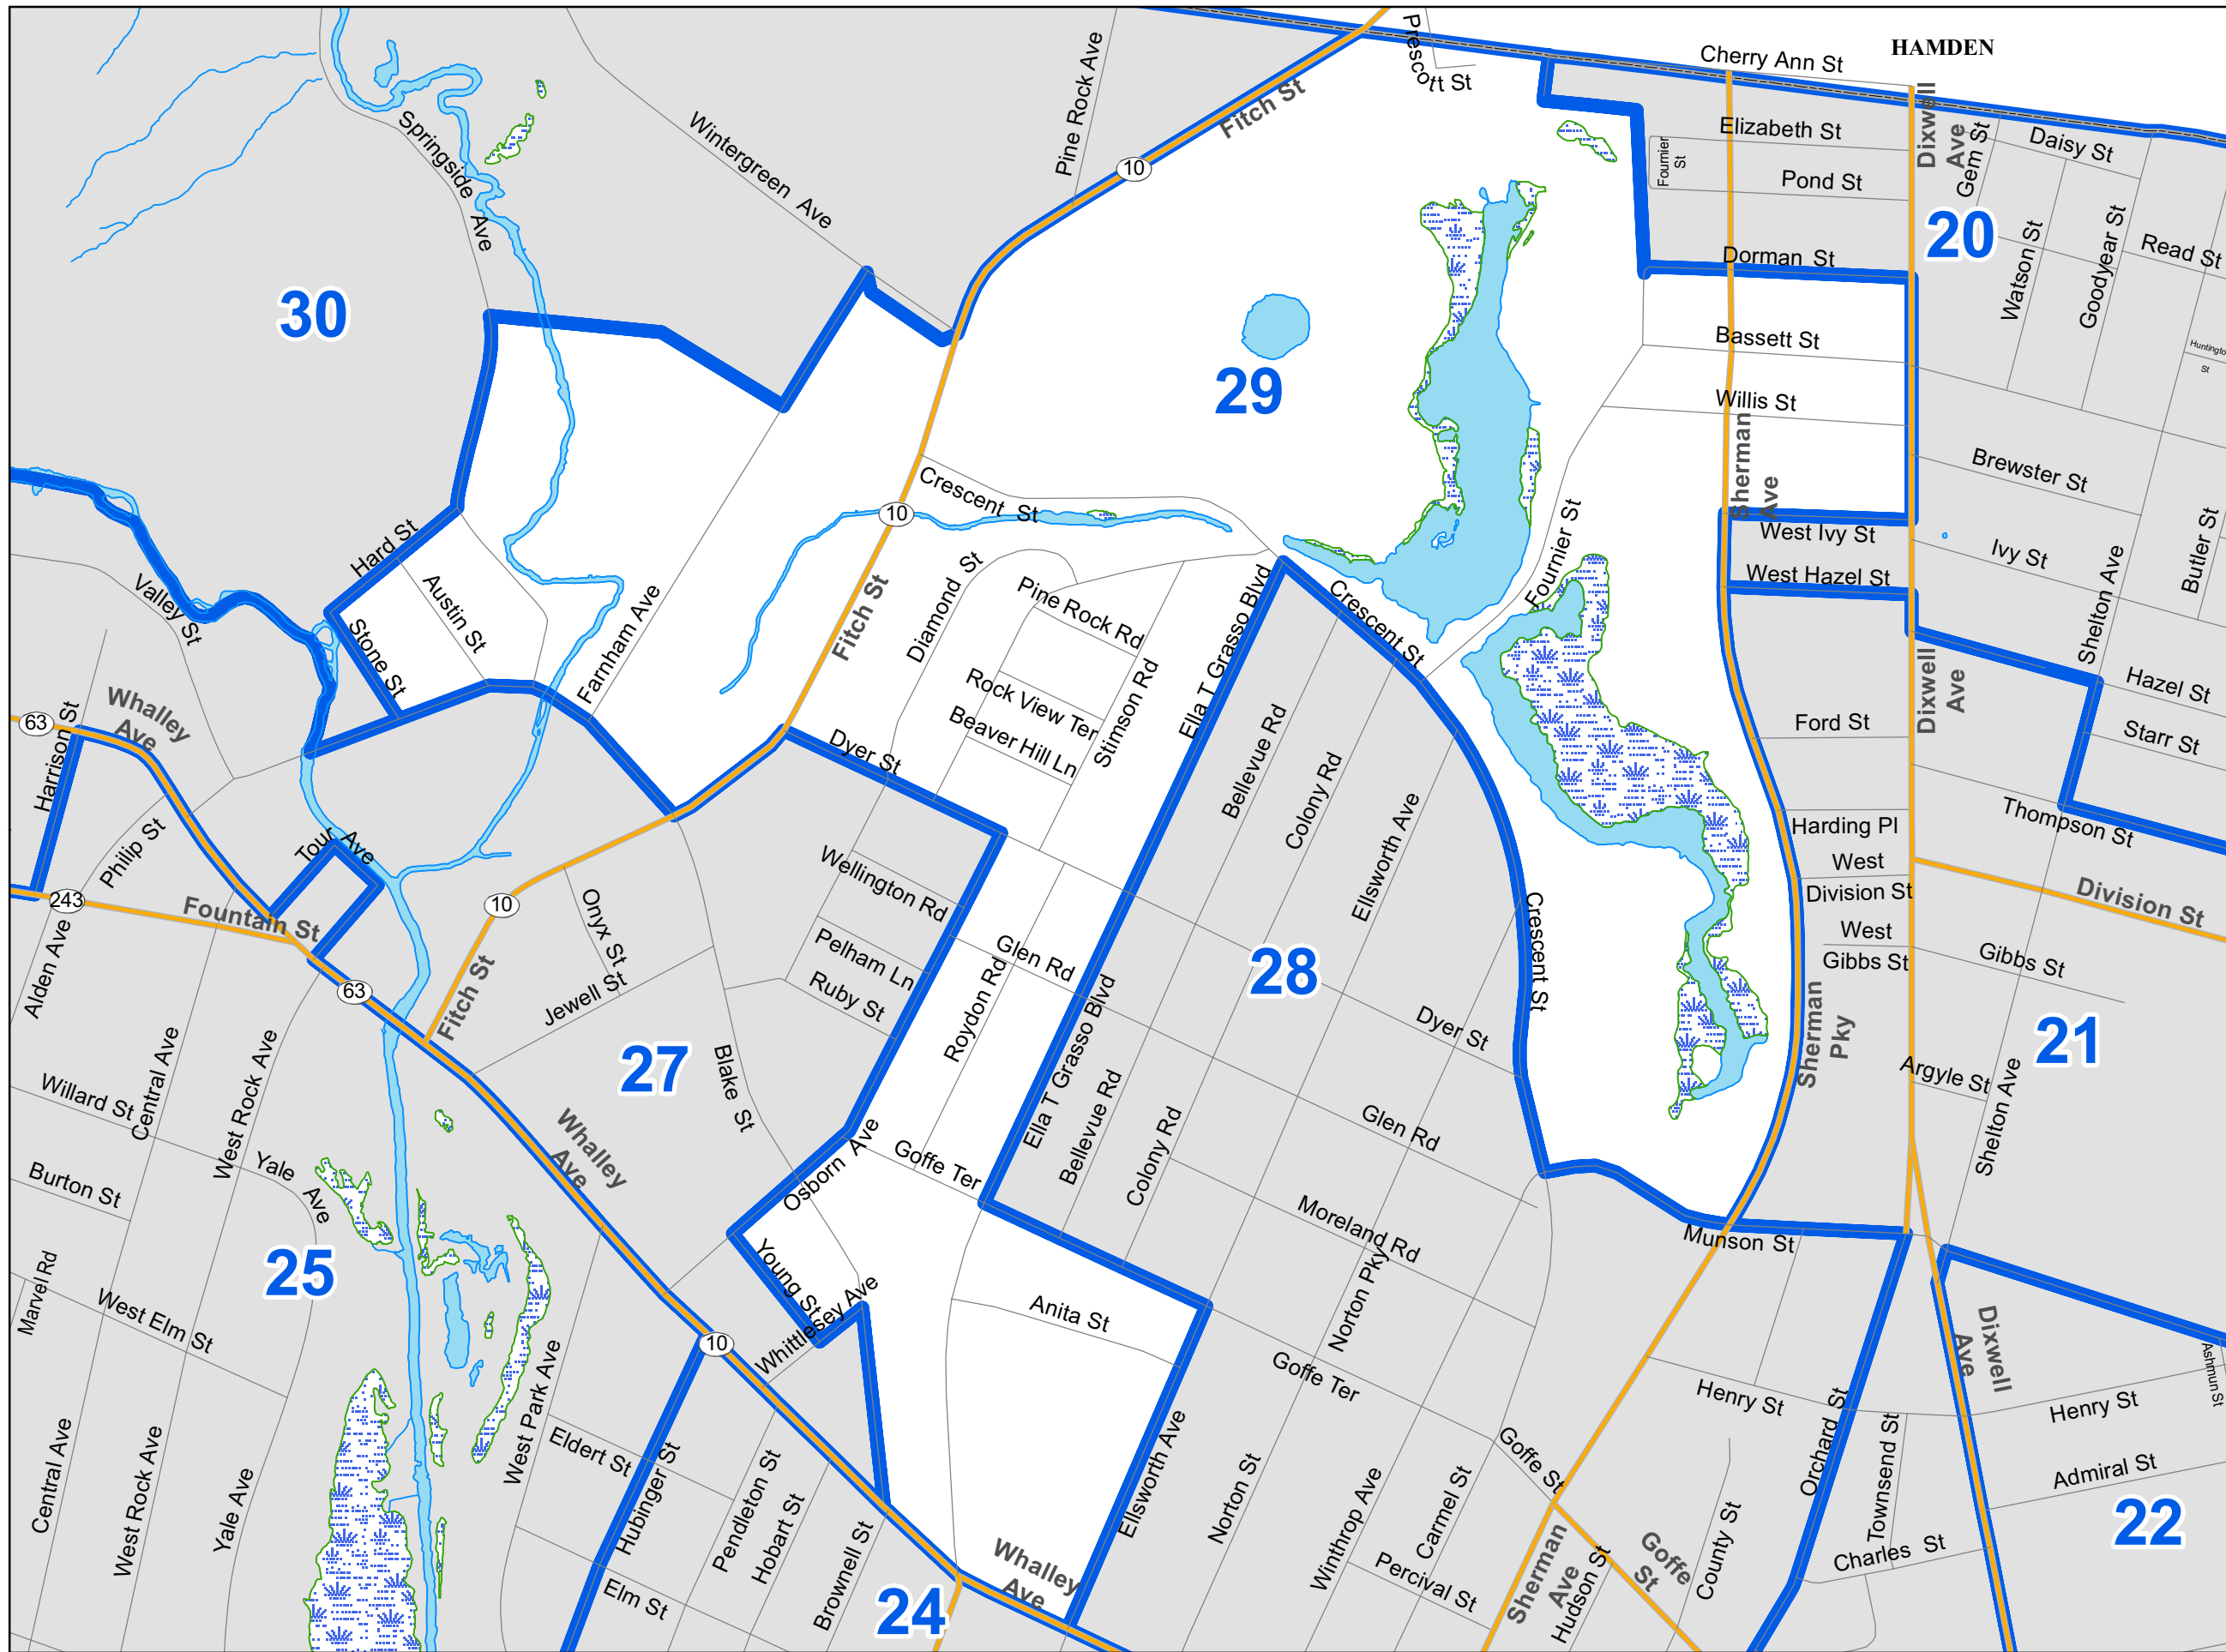 HAMDEN
Cherry Ann St
Prescott St
Pine Rock Ave
Fitch St
10
Springside Ave
Wintergreen Ave
Elizabeth St
Fournier
St
Pond St
Dixwell
Ave
Gem St
Daisy St
20
Dorman St
Watson St
Goodyear St
Read St
30
29
Bassett St
Huntingto
St
Willis St
Sherman
Ave
Brewster St
Crescent St
10
Hard St
Valley St
Austin St
Stone St
Farnham Ave
Fitch St
Diamond St
Pine Rock Rd
Rock View Ter
Beaver Hill Ln
Stimson Rd
Ella T Grasso Blvd
Crescent St
Fournier St
West Ivy St
West Hazel St
Ivy St
Butler St
Shelton Ave
Hazel St
Starr St
Dixwell
Ave
Ford St
Harding Pl
West
Division St
West
Gibbs St
Thompson St
Division St
Gibbs St
63
Harrison St
Whalley
Ave
Philip St
Tour Ave
243
Fountain St
Alden Ave
63
10
Fitch St
Onyx St
Jewell St
Dyer St
Wellington Rd
Pelham Ln
Ruby St
Glen Rd
Roydon Rd
Bellevue Rd
Colony Rd
Ellsworth Ave
28
Crescent St
Dyer St
Sherman
Pky
21
Argyle St
Shelton Ave
27
Blake St
Ella T Grasso Blvd
Bellevue Rd
Colony Rd
Glen Rd
Moreland Rd
Norton Pky
Munson St
Willard St
Central Ave
West Rock Ave
Burton St
Yale Ave
25
Marvel Rd
West Elm St
Whalley
Ave
Osborn Ave
Goffe Ter
Young St
Whittlesey Ave
10
Anita St
Goffe Ter
Henry St
Dixwell
Ave
Ashmun St
Henry St
Admiral St
22
Orchard St
Townsend St
Charles St
Central Ave
West Rock Ave
Yale Ave
West Park Ave
Eldert St
Hubinger St
Elm St
Pendleton St
Hobart St
Brownell St
24
Whalley
Ave
Ellsworth Ave
Norton St
Winthrop Ave
Carmel St
Percival St
Goffe St
Sherman
Ave
Hudson St
Goffe
St
County St